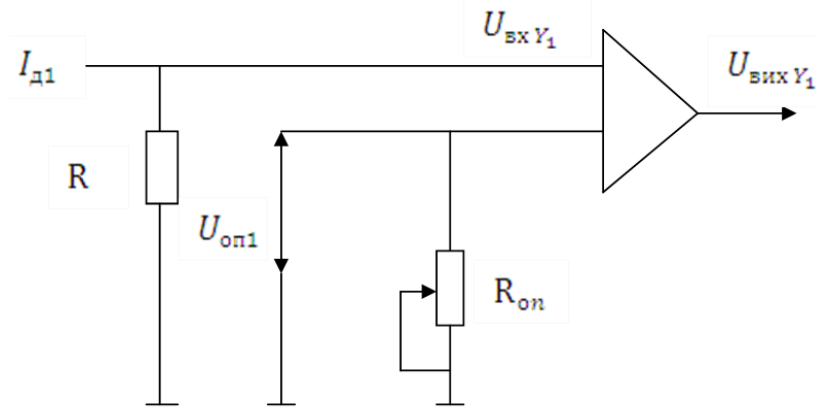 U_вх Y₁
I_д1
U_вих Y₁
R
U_оп1
R_оп